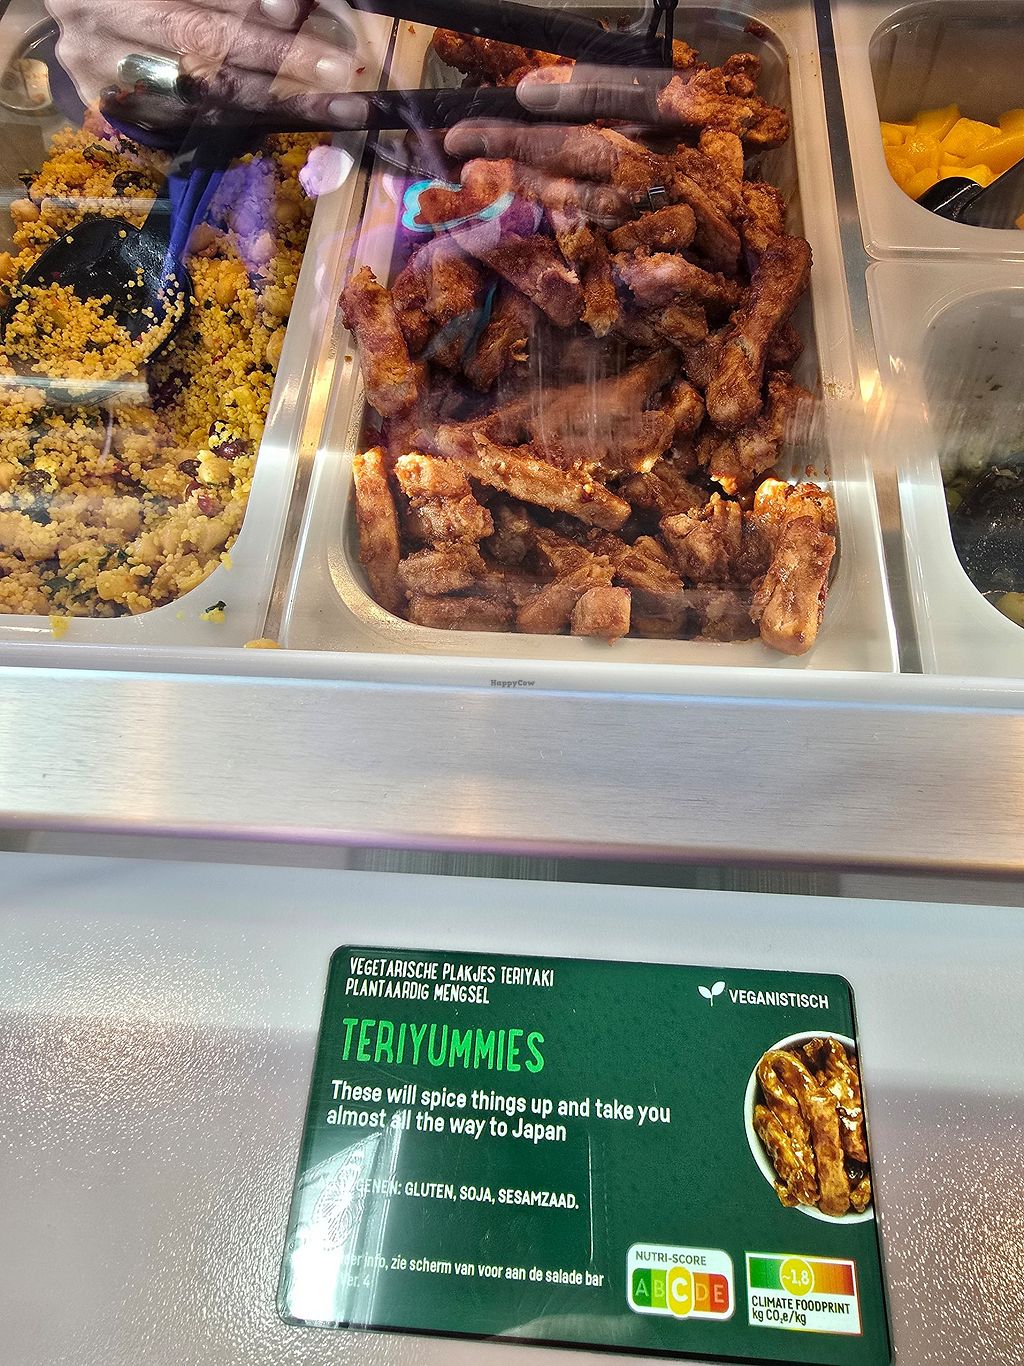 HappyCow
VEGETARISCHE PLAKJES TERIYAKI
PLANTAARDIG MENGSEL
VEGANISTISCH
TERIYUMMIES
These will spice things up and take you
almost all the way to Japan
GLUTEN, SOJA, SESAMZAAD.
info, zie scherm van voor aan de salade bar
4
NUTRI-SCORE
A B C D E
~1,8
CLIMATE FOODPRINT
kg CO₂e/kg